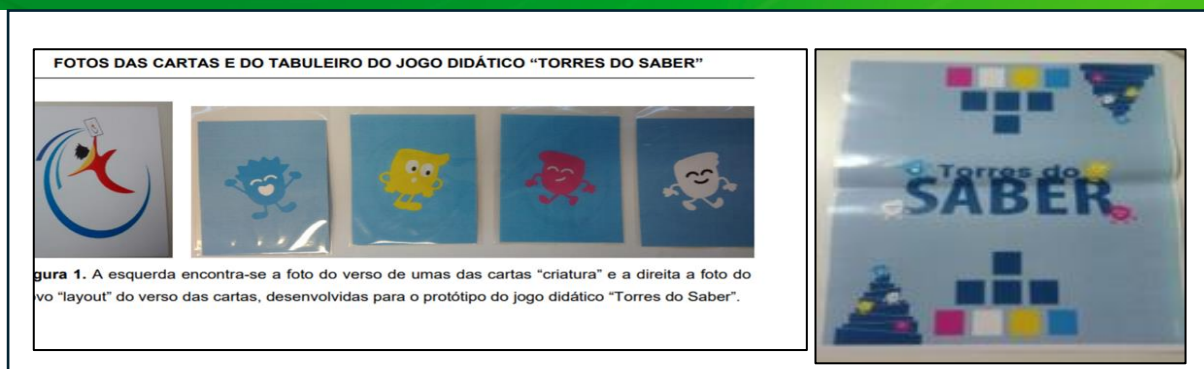 FOTOS DAS CARTAS E DO TABULEIRO DO JOGO DIDÁTICO “TORRES DO SABER”
gura 1. A esquerda encontra-se a foto do verso de umas das cartas “criatura” e a direita a foto do
vo “layout” do verso das cartas, desenvolvidas para o protótipo do jogo didático “Torres do Saber”.
Torres do
SABER